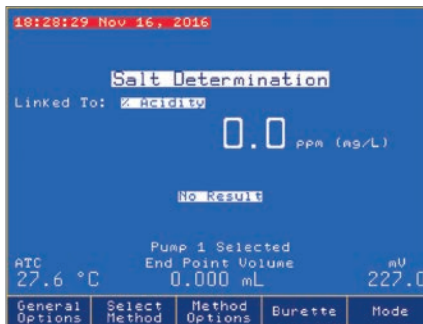 18:28:29 Nov 16, 2016
Salt Determination
Linked To: % Acidity
0.0 ppm (mg/L)
No Result
Pump 1 Selected
ATC End Point Volume mV
27.6 °C 0.000 mL 227.0
General Options Select Method Method Options Burette Mode